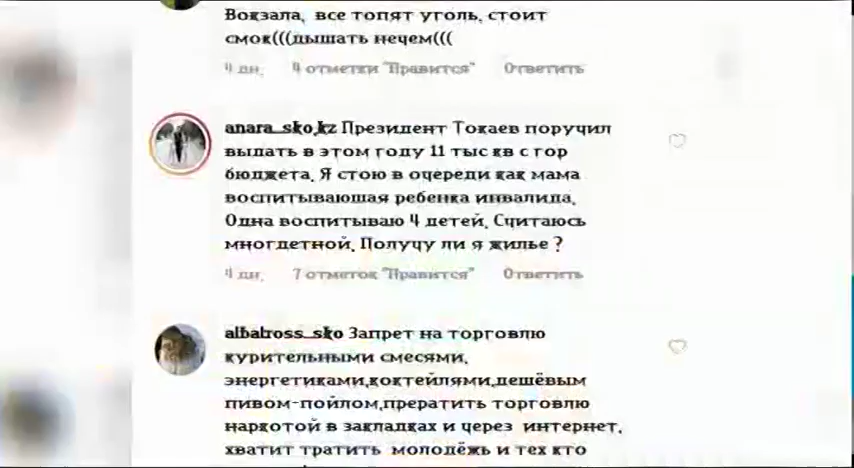 Вокзала, все топят уголь, стоит
смок(((дышать нечем(((
4 дн. 4 отметки "Нравится" Ответить
anara_sko.kz Президент Токаев поручил
выдать в этом году 11 тыс кв с гор
бюджета. Я стою в очереди как мама
воспитывающая ребенка инвалида.
Одна воспитываю 4 детей. Считаюсь
многдетной. Получу ли я жилье ?
4 дн. 7 отметок "Нравится" Ответить
albatross_sko Запрет на торговлю
курительными смесями,
энергетиками,коктейлями,дешёвым
пивом-пойлом,прератить торговлю
наркотой в закладках и через интернет,
хватит тратить молодёжь и тех кто